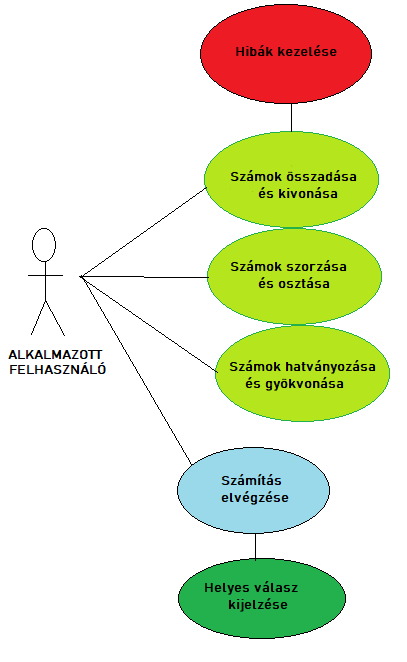 Hibák kezelése
Számok összadása
és kivonása
Számok szorzása
és osztása
ALKALMAZOTT
FELHASZNÁLÓ
Számok hatványozása
és gyökvonása
Számítás
elvégzése
Helyes válasz
kijelzése